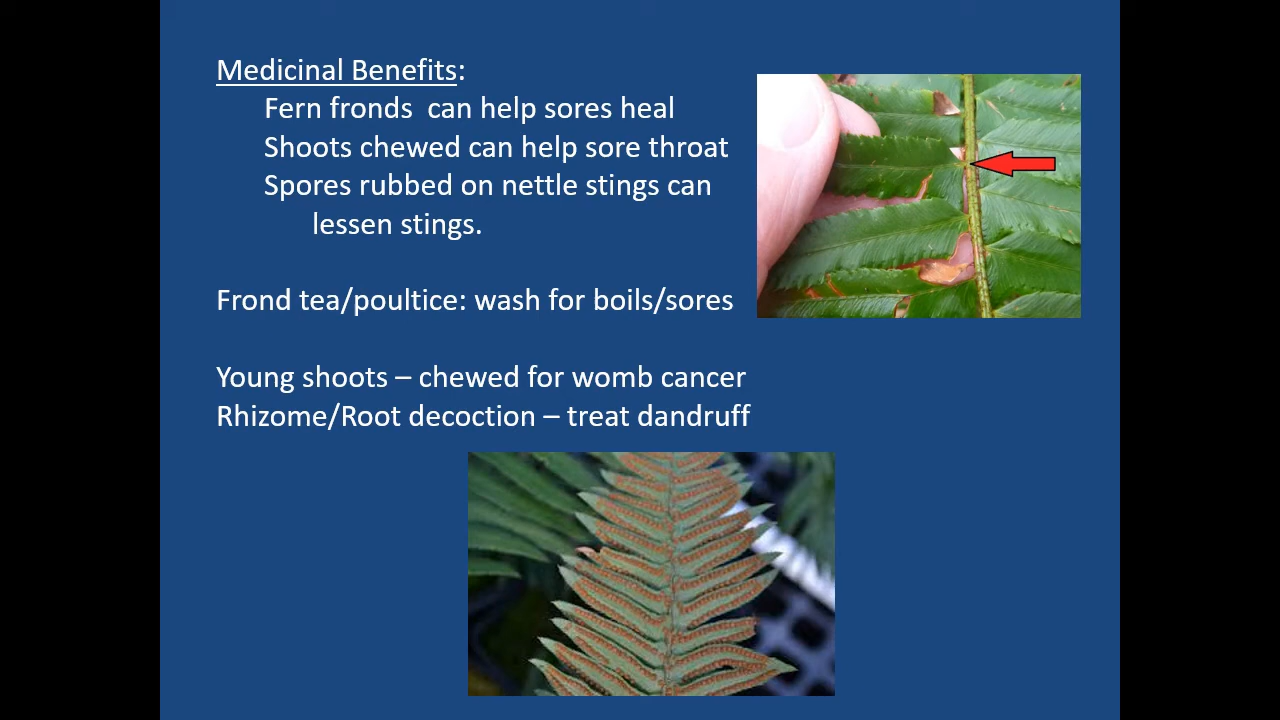 Medicinal Benefits:
Fern fronds  can help sores heal
Shoots chewed can help sore throat
Spores rubbed on nettle stings can
lessen stings.
Frond tea/poultice: wash for boils/sores
Young shoots – chewed for womb cancer
Rhizome/Root decoction – treat dandruff